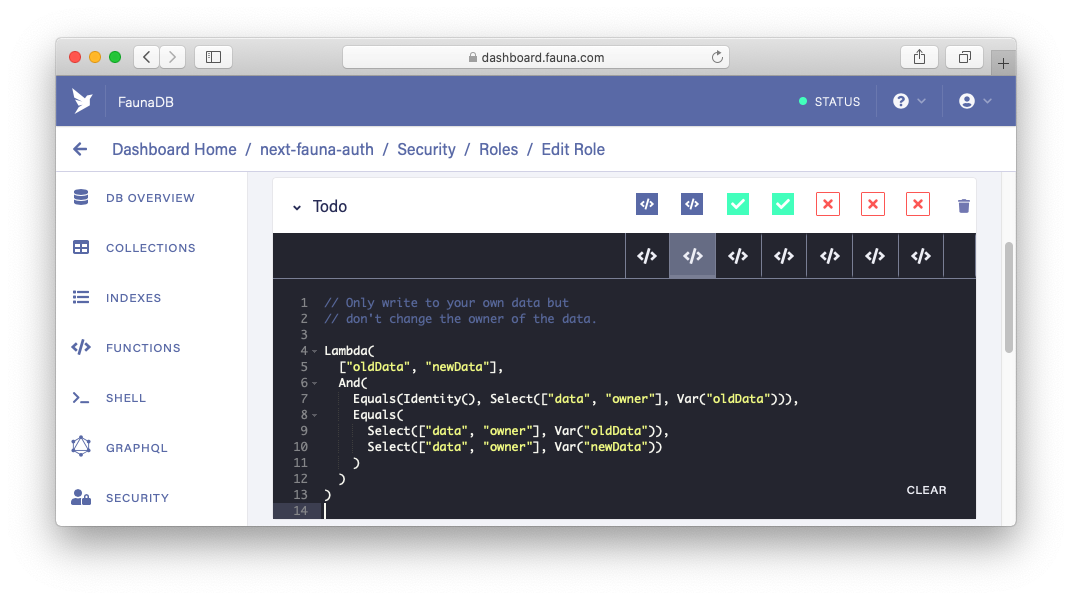 dashboard.fauna.com
FaunaDB
STATUS
Dashboard Home / next-fauna-auth / Security / Roles / Edit Role
DB OVERVIEW
COLLECTIONS
INDEXES
FUNCTIONS
SHELL
GRAPHQL
SECURITY
Todo
1 // Only write to your own data but
2 // don't change the owner of the data.
3
4 Lambda(
5 ["oldData", "newData"],
6 And(
7 Equals(Identity(), Select(["data", "owner"], Var("oldData"))),
8 Equals(
9 Select(["data", "owner"], Var("oldData")),
10 Select(["data", "owner"], Var("newData"))
11 )
12 )
13 )
14
CLEAR